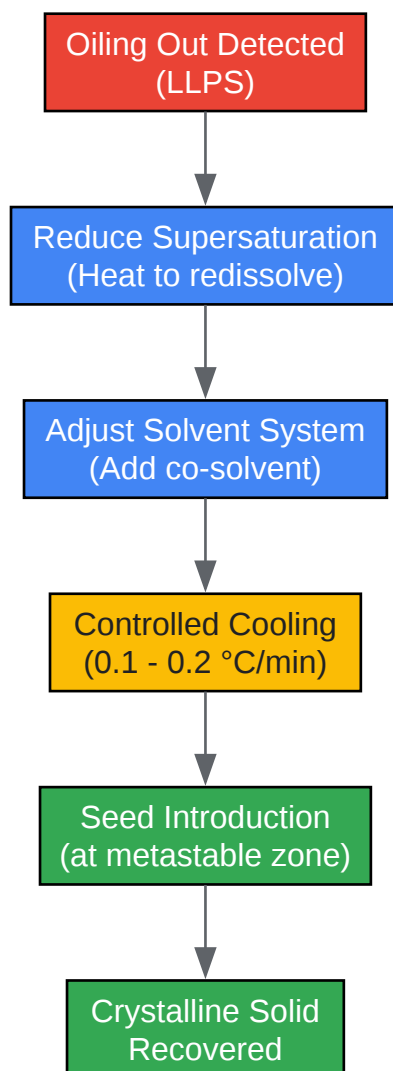 Oiling Out Detected
(LLPS)
Reduce Supersaturation
(Heat to redissolve)
Adjust Solvent System
(Add co-solvent)
Controlled Cooling
(0.1 - 0.2 °C/min)
Seed Introduction
(at metastable zone)
Crystalline Solid
Recovered